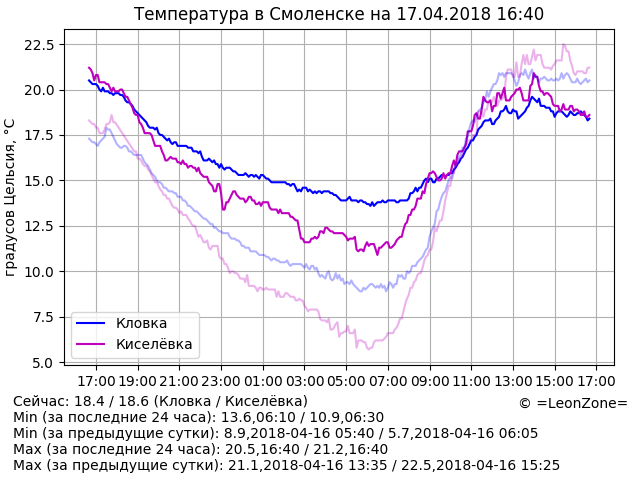 Температура в Смоленске на 17.04.2018 16:40
градусов Цельсия, °C
22.5
20.0
17.5
15.0
12.5
10.0
7.5
5.0
Кловка
Киселёвка
17:00 19:00 21:00 23:00 01:00 03:00 05:00 07:00 09:00 11:00 13:00 15:00 17:00
Сейчас: 18.4 / 18.6 (Кловка / Киселёвка)
© =LeonZone=
Min (за последние 24 часа): 13.6,06:10 / 10.9,06:30
Min (за предыдущие сутки): 8.9,2018-04-16 05:40 / 5.7,2018-04-16 06:05
Max (за последние 24 часа): 20.5,16:40 / 21.2,16:40
Max (за предыдущие сутки): 21.1,2018-04-16 13:35 / 22.5,2018-04-16 15:25